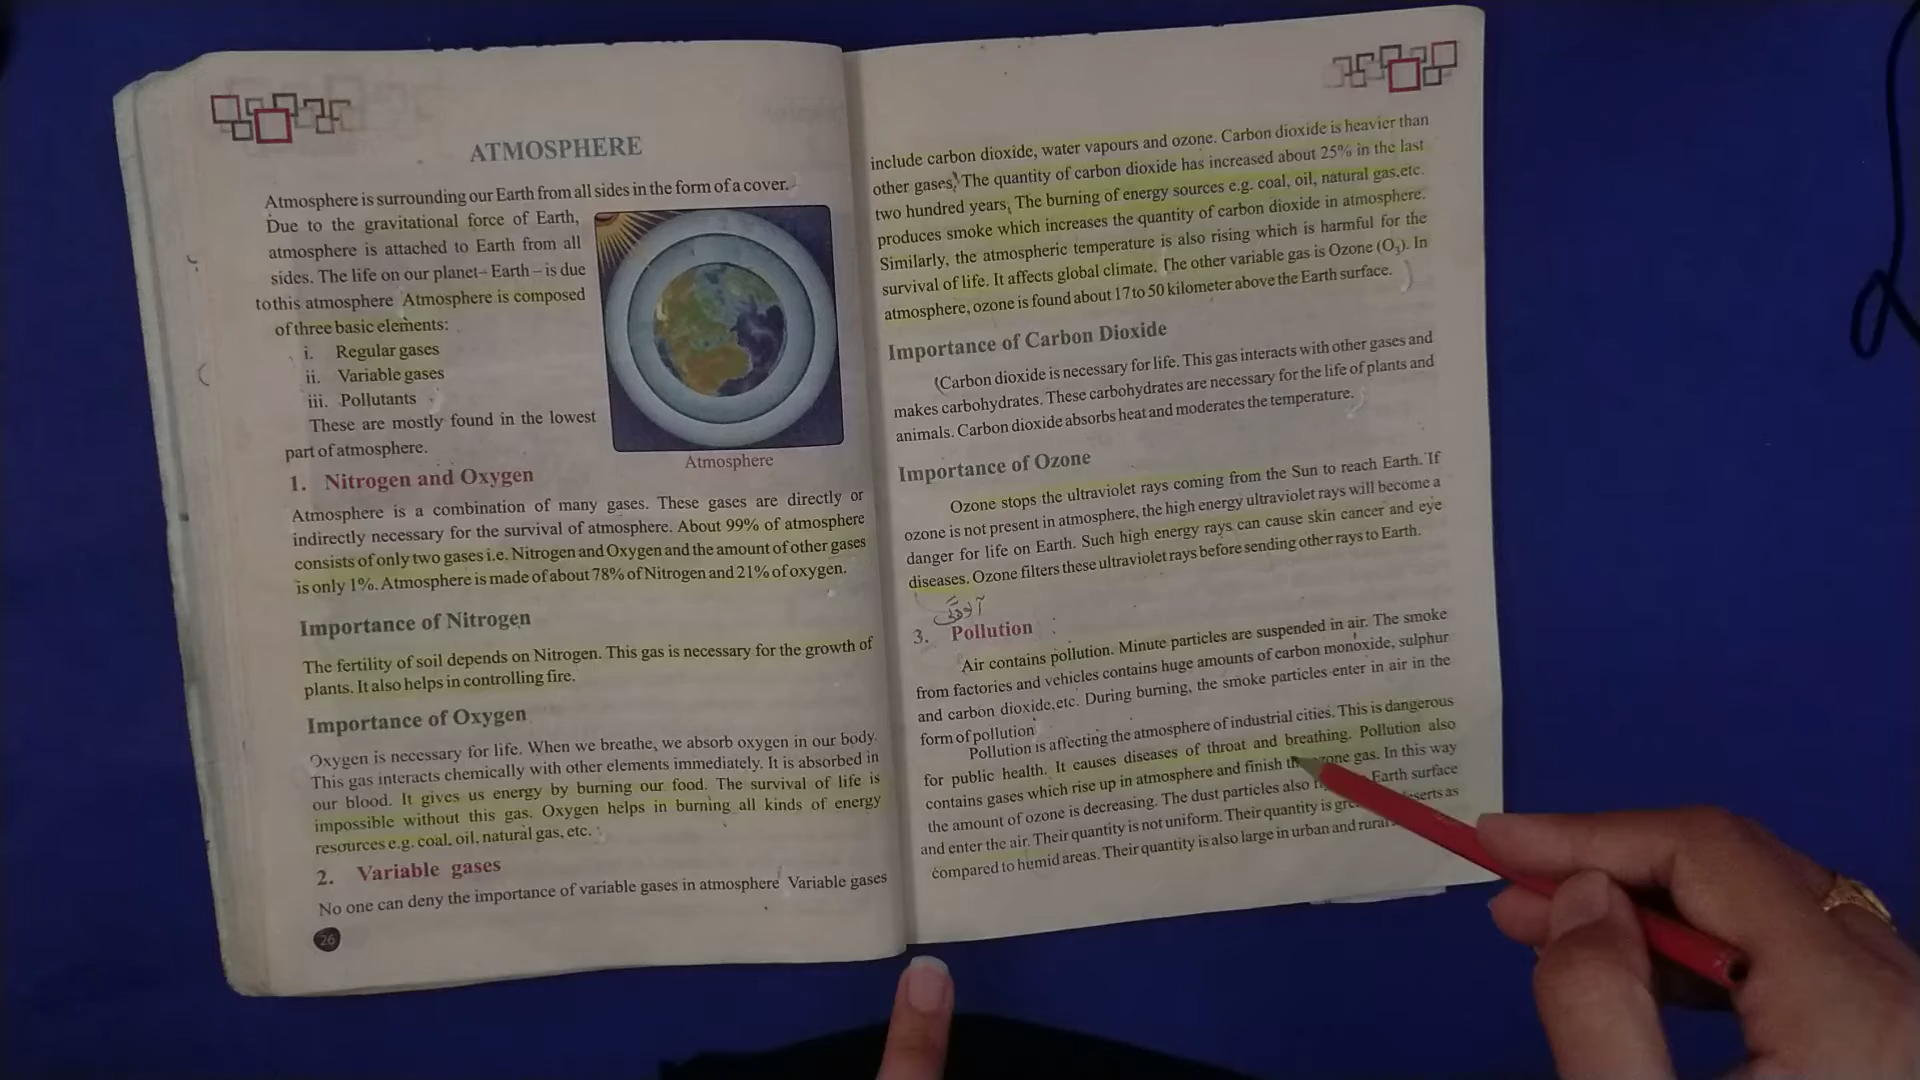 ATMOSPHERE
Atmosphere is surrounding our Earth from all sides in the form of a cover.
Due to the gravitational force of Earth,
atmosphere is attached to Earth from all
sides. The life on our planet– Earth – is due
to this atmosphere Atmosphere is composed
of three basic elements:
i. Regular gases
ii. Variable gases
iii. Pollutants
These are mostly found in the lowest
part of atmosphere.
Atmosphere
1. Nitrogen and Oxygen
Atmosphere is a combination of many gases. These gases are directly or
indirectly necessary for the survival of atmosphere. About 99% of atmosphere
consists of only two gases i.e. Nitrogen and Oxygen and the amount of other gases
is only 1%. Atmosphere is made of about 78% of Nitrogen and 21% of oxygen.
Importance of Nitrogen
The fertility of soil depends on Nitrogen. This gas is necessary for the growth of
plants. It also helps in controlling fire.
Importance of Oxygen
Oxygen is necessary for life. When we breathe, we absorb oxygen in our body.
This gas interacts chemically with other elements immediately. It is absorbed in
our blood. It gives us energy by burning our food. The survival of life is
impossible without this gas. Oxygen helps in burning all kinds of energy
resources e.g. coal, oil, natural gas, etc.
2. Variable gases
No one can deny the importance of variable gases in atmosphere Variable gases
26
include carbon dioxide, water vapours and ozone. Carbon dioxide is heavier than
other gases. The quantity of carbon dioxide has increased about 25% in the last
two hundred years. The burning of energy sources e.g. coal, oil, natural gas.etc.
produces smoke which increases the quantity of carbon dioxide in atmosphere.
Similarly, the atmospheric temperature is also rising which is harmful for the
survival of life. It affects global climate. The other variable gas is Ozone (O₃). In
atmosphere, ozone is found about 17 to 50 kilometer above the Earth surface.
Importance of Carbon Dioxide
(Carbon dioxide is necessary for life. This gas interacts with other gases and
makes carbohydrates. These carbohydrates are necessary for the life of plants and
animals. Carbon dioxide absorbs heat and moderates the temperature.
Importance of Ozone
Ozone stops the ultraviolet rays coming from the Sun to reach Earth. If
ozone is not present in atmosphere, the high energy ultraviolet rays will become a
danger for life on Earth. Such high energy rays can cause skin cancer and eye
diseases. Ozone filters these ultraviolet rays before sending other rays to Earth.
3. Pollution
Air contains pollution. Minute particles are suspended in air. The smoke
from factories and vehicles contains huge amounts of carbon monoxide, sulphur
and carbon dioxide.etc. During burning, the smoke particles enter in air in the
form of pollution
Pollution is affecting the atmosphere of industrial cities. This is dangerous
for public health. It causes diseases of throat and breathing. Pollution also
contains gases which rise up in atmosphere and finish ozone gas. In this way
the amount of ozone is decreasing. The dust particles also Earth surface
and enter the air. Their quantity is not uniform. Their quantity is as
compared to humid areas. Their quantity is also large in urban and rural